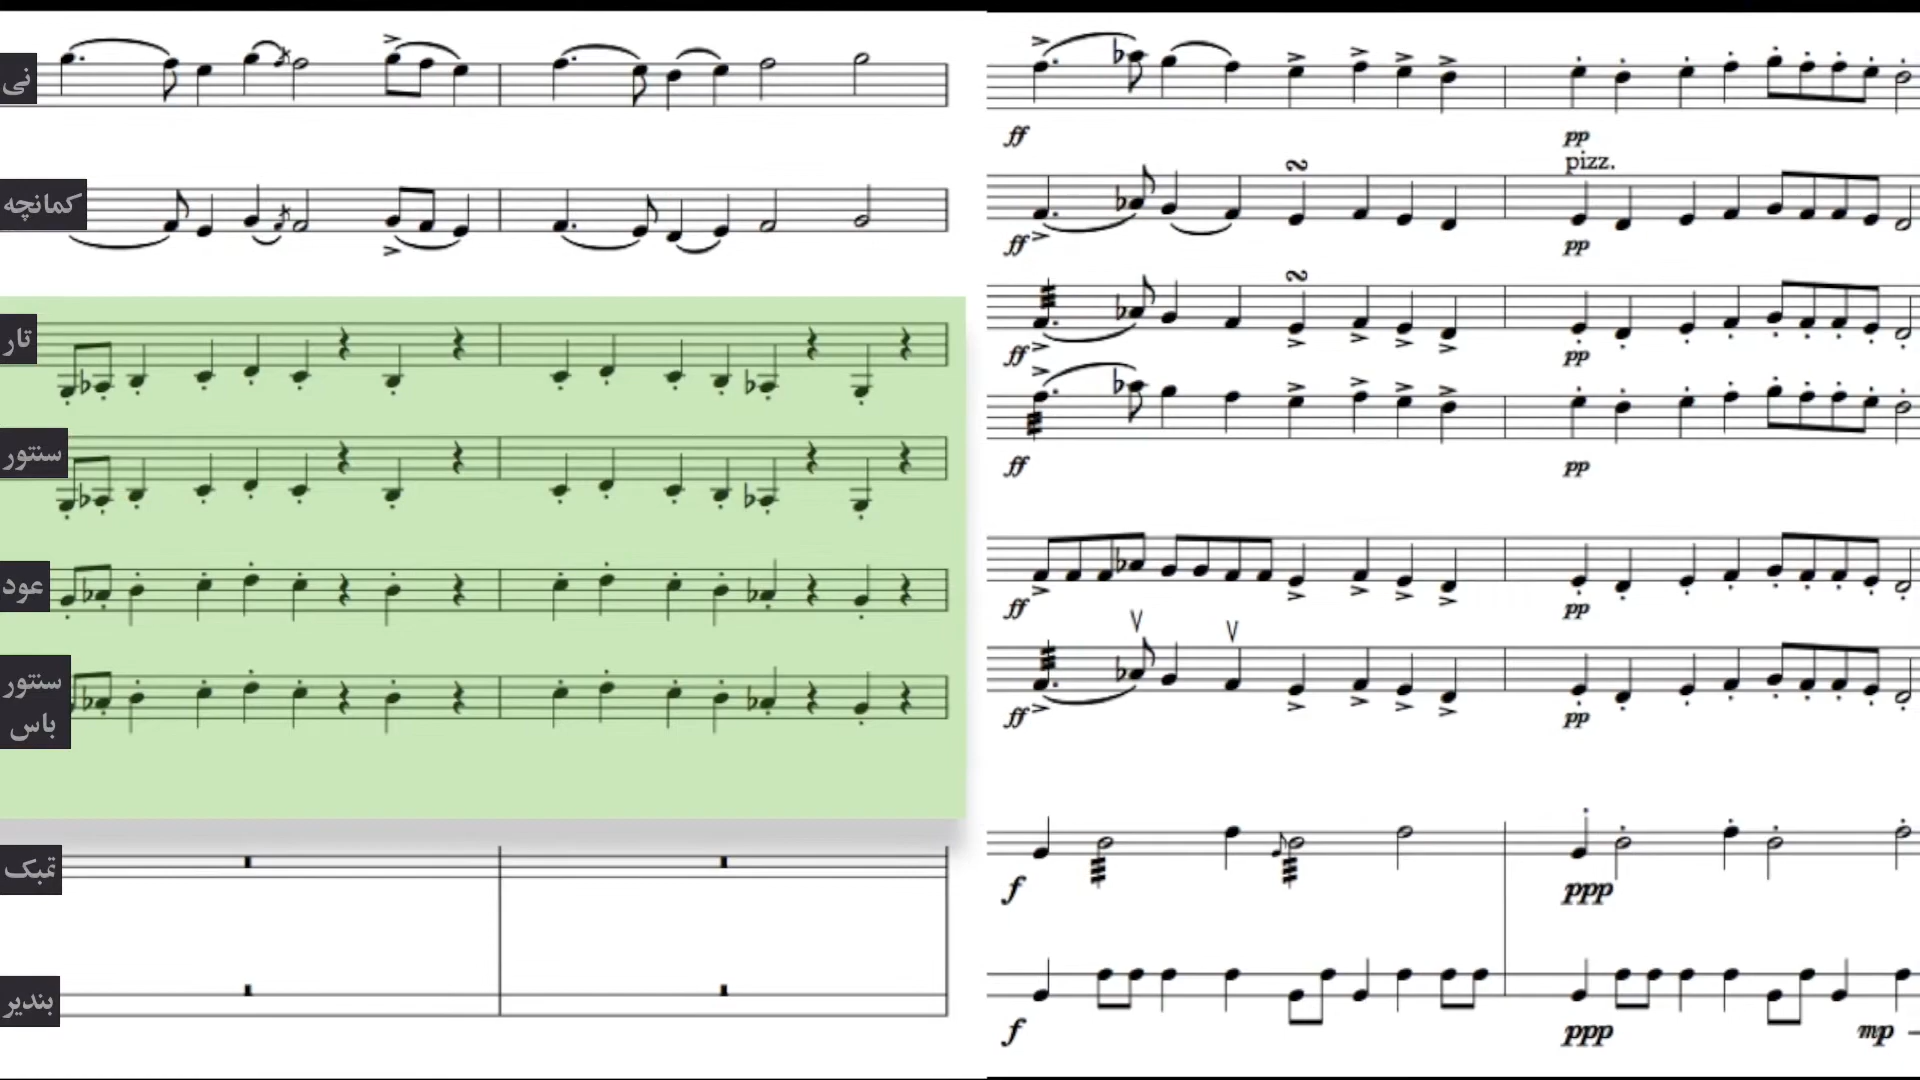 نی
کمانچه
تار
سنتور
عود
سنتور
باس
تمبک
بندیر
ff
pp
pizz.
ff
pp
ff
pp
ff
pp
ff
pp
ff
pp
f
ppp
f
ppp
mp